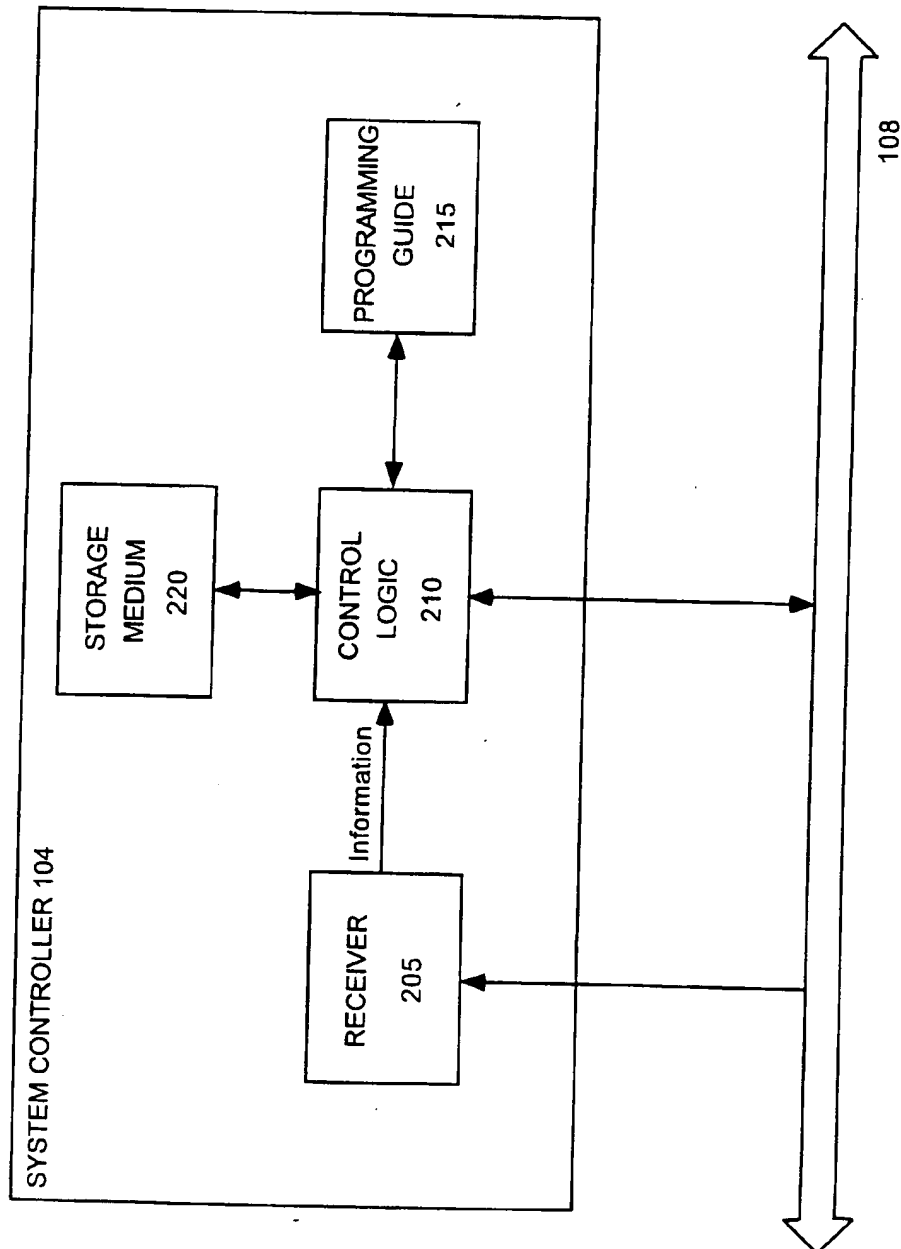 SYSTEM CONTROLLER 104
STORAGE
MEDIUM
220
RECEIVER
205
Information
CONTROL
LOGIC
210
PROGRAMMING
GUIDE
215
108